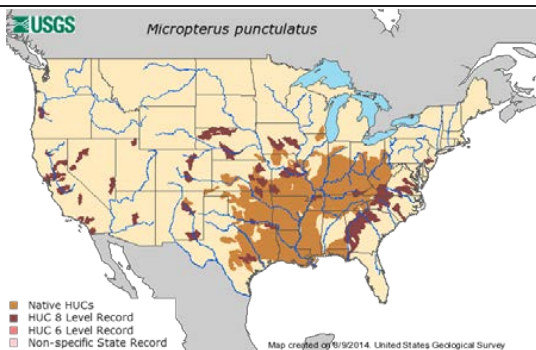 USGS
Micropterus punctulatus
Native HUCs
HUC 8 Level Record
HUC 6 Level Record
Non-specific State Record
Map created on 8/9/2014. United States Geological Survey